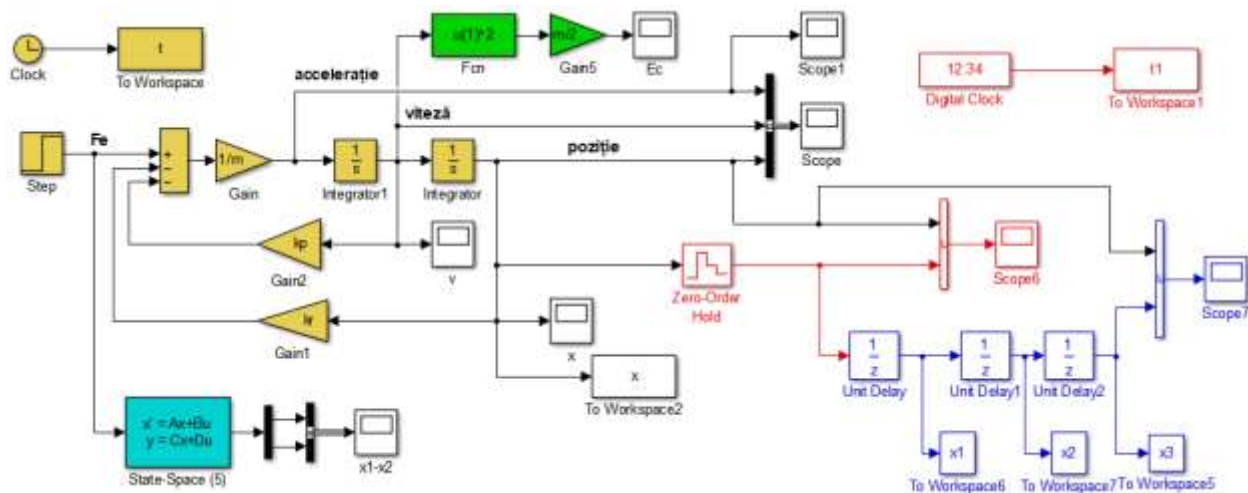 t
Clock
To Workspace
u(1)^2
Fcn
m/2
Gain5
Ec
Scope1
12:34
Digital Clock
t1
To Workspace1
accelerație
viteză
Scope
Fe
Step
+
−
−
1/m
Gain
1
s
Integrator1
1
s
Integrator
poziție
kp
Gain2
v
Zero-Order
Hold
Scope6
Scope7
Gain1
x
x
To Workspace2
1
z
Unit Delay
1
z
Unit Delay1
1
z
Unit Delay2
x' = Ax+Bu
y = Cx+Du
State-Space (5)
x1-x2
x1
To Workspace6
x2
To Workspace7
x3
To Workspace5